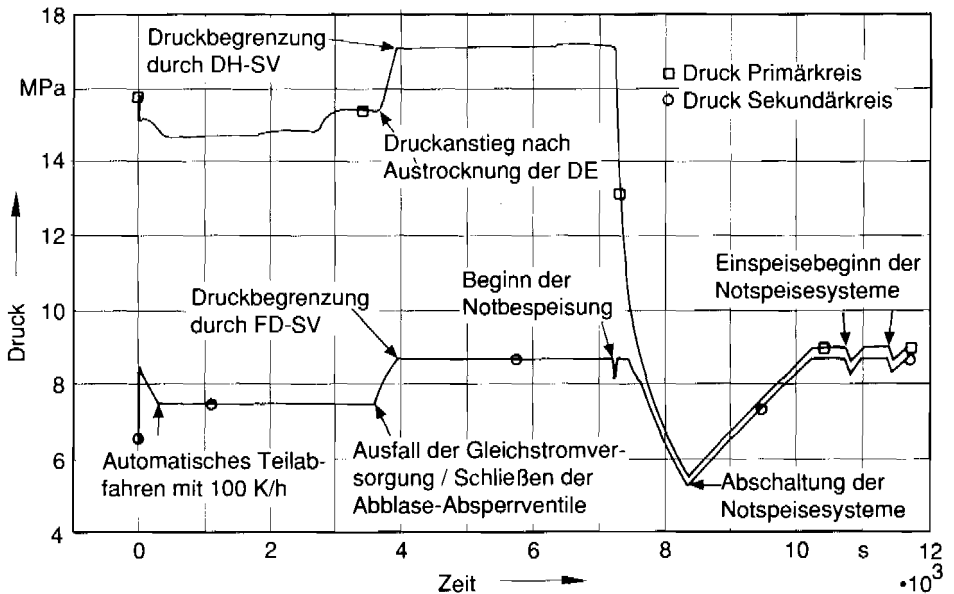 18
MPa
16
14
12
10
8
6
4
Druck
Druckbegrenzung
durch DH-SV
□ Druck Primärkreis
○ Druck Sekundärkreis
Druckanstieg nach
Austrocknung der DE
Druckbegrenzung
durch FD-SV
Beginn der
Notbespeisung
Einspeisebeginn der
Notspeisesysteme
Automatisches Teilab-
fahren mit 100 K/h
Ausfall der Gleichstromver-
sorgung / Schließen der
Abblase-Absperrventile
Abschaltung der
Notspeisesysteme
0 2 4 6 8 10 s 12
Zeit
•10³